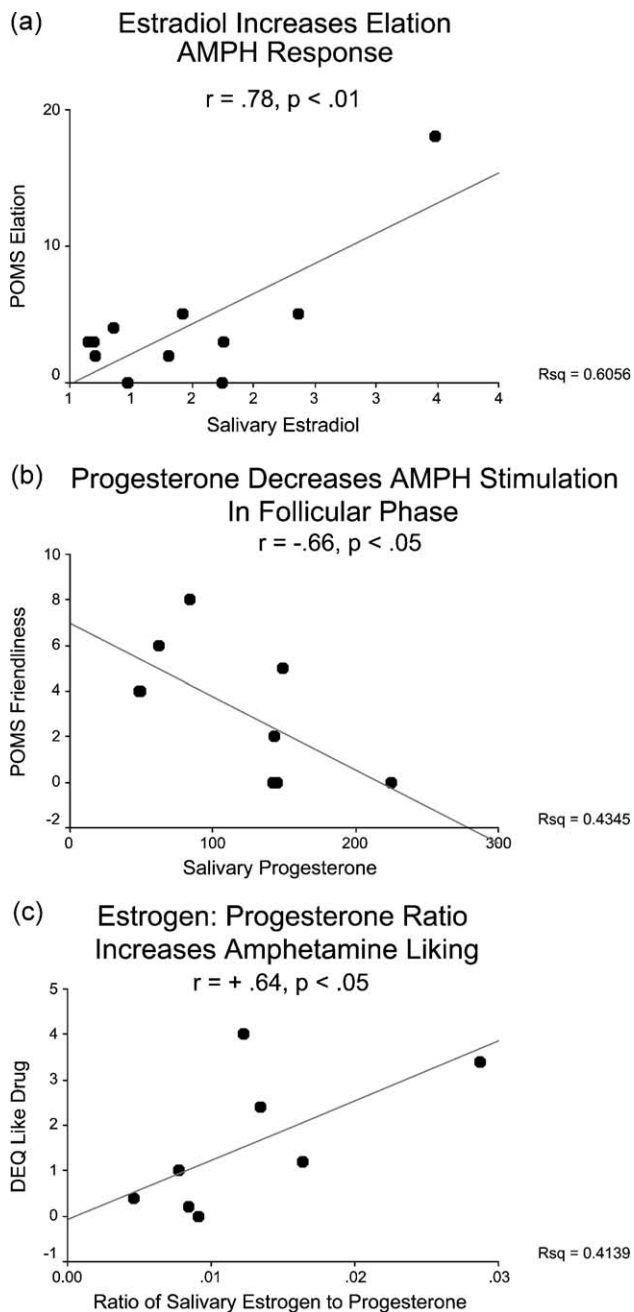 (a) Estradiol Increases Elation
AMPH Response
r = .78, p < .01
20
10
0
POMS Elation
1 1 2 2 3 3 4 4
Salivary Estradiol
Rsq = 0.6056
(b) Progesterone Decreases AMPH Stimulation
In Follicular Phase
r = -.66, p < .05
10
8
6
4
2
0
-2
POMS Friendliness
0 100 200 300
Salivary Progesterone
Rsq = 0.4345
(c) Estrogen: Progesterone Ratio
Increases Amphetamine Liking
r = + .64, p < .05
5
4
3
2
1
0
-1
DEQ Like Drug
0.00 .01 .02 .03
Ratio of Salivary Estrogen to Progesterone
Rsq = 0.4139